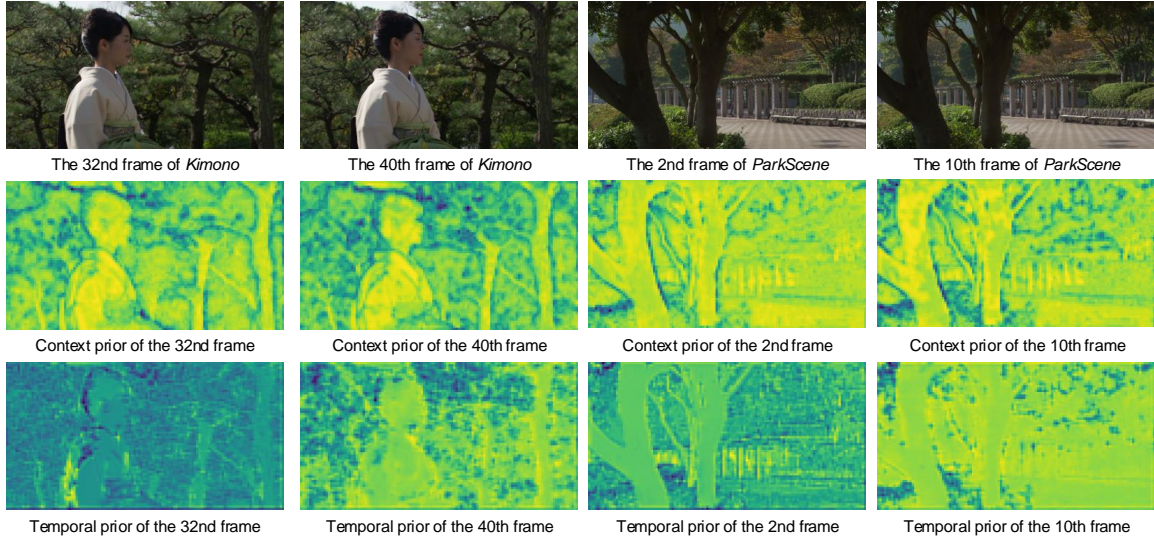 The 32nd frame of Kimono
The 40th frame of Kimono
The 2nd frame of ParkScene
The 10th frame of ParkScene
Context prior of the 32nd frame
Context prior of the 40th frame
Context prior of the 2nd frame
Context prior of the 10th frame
Temporal prior of the 32nd frame
Temporal prior of the 40th frame
Temporal prior of the 2nd frame
Temporal prior of the 10th frame